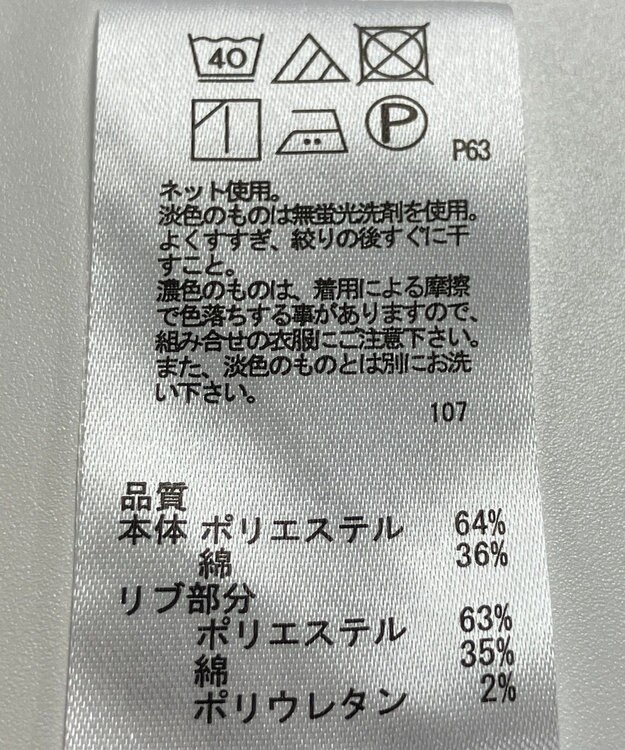 40
P
P63
ネット使用。
淡色のものは無蛍光洗剤を使用。
よくすすぎ、絞りの後すぐに干
すこと。
濃色のものは、着用による摩擦
で色落ちする事がありますので、
組み合せの衣服にご注意下さい。
また、淡色のものとは別にお洗
い下さい。
107
品質
本体 ポリエステル 64%
綿 36%
リブ部分
ポリエステル 63%
綿 35%
ポリウレタン 2%